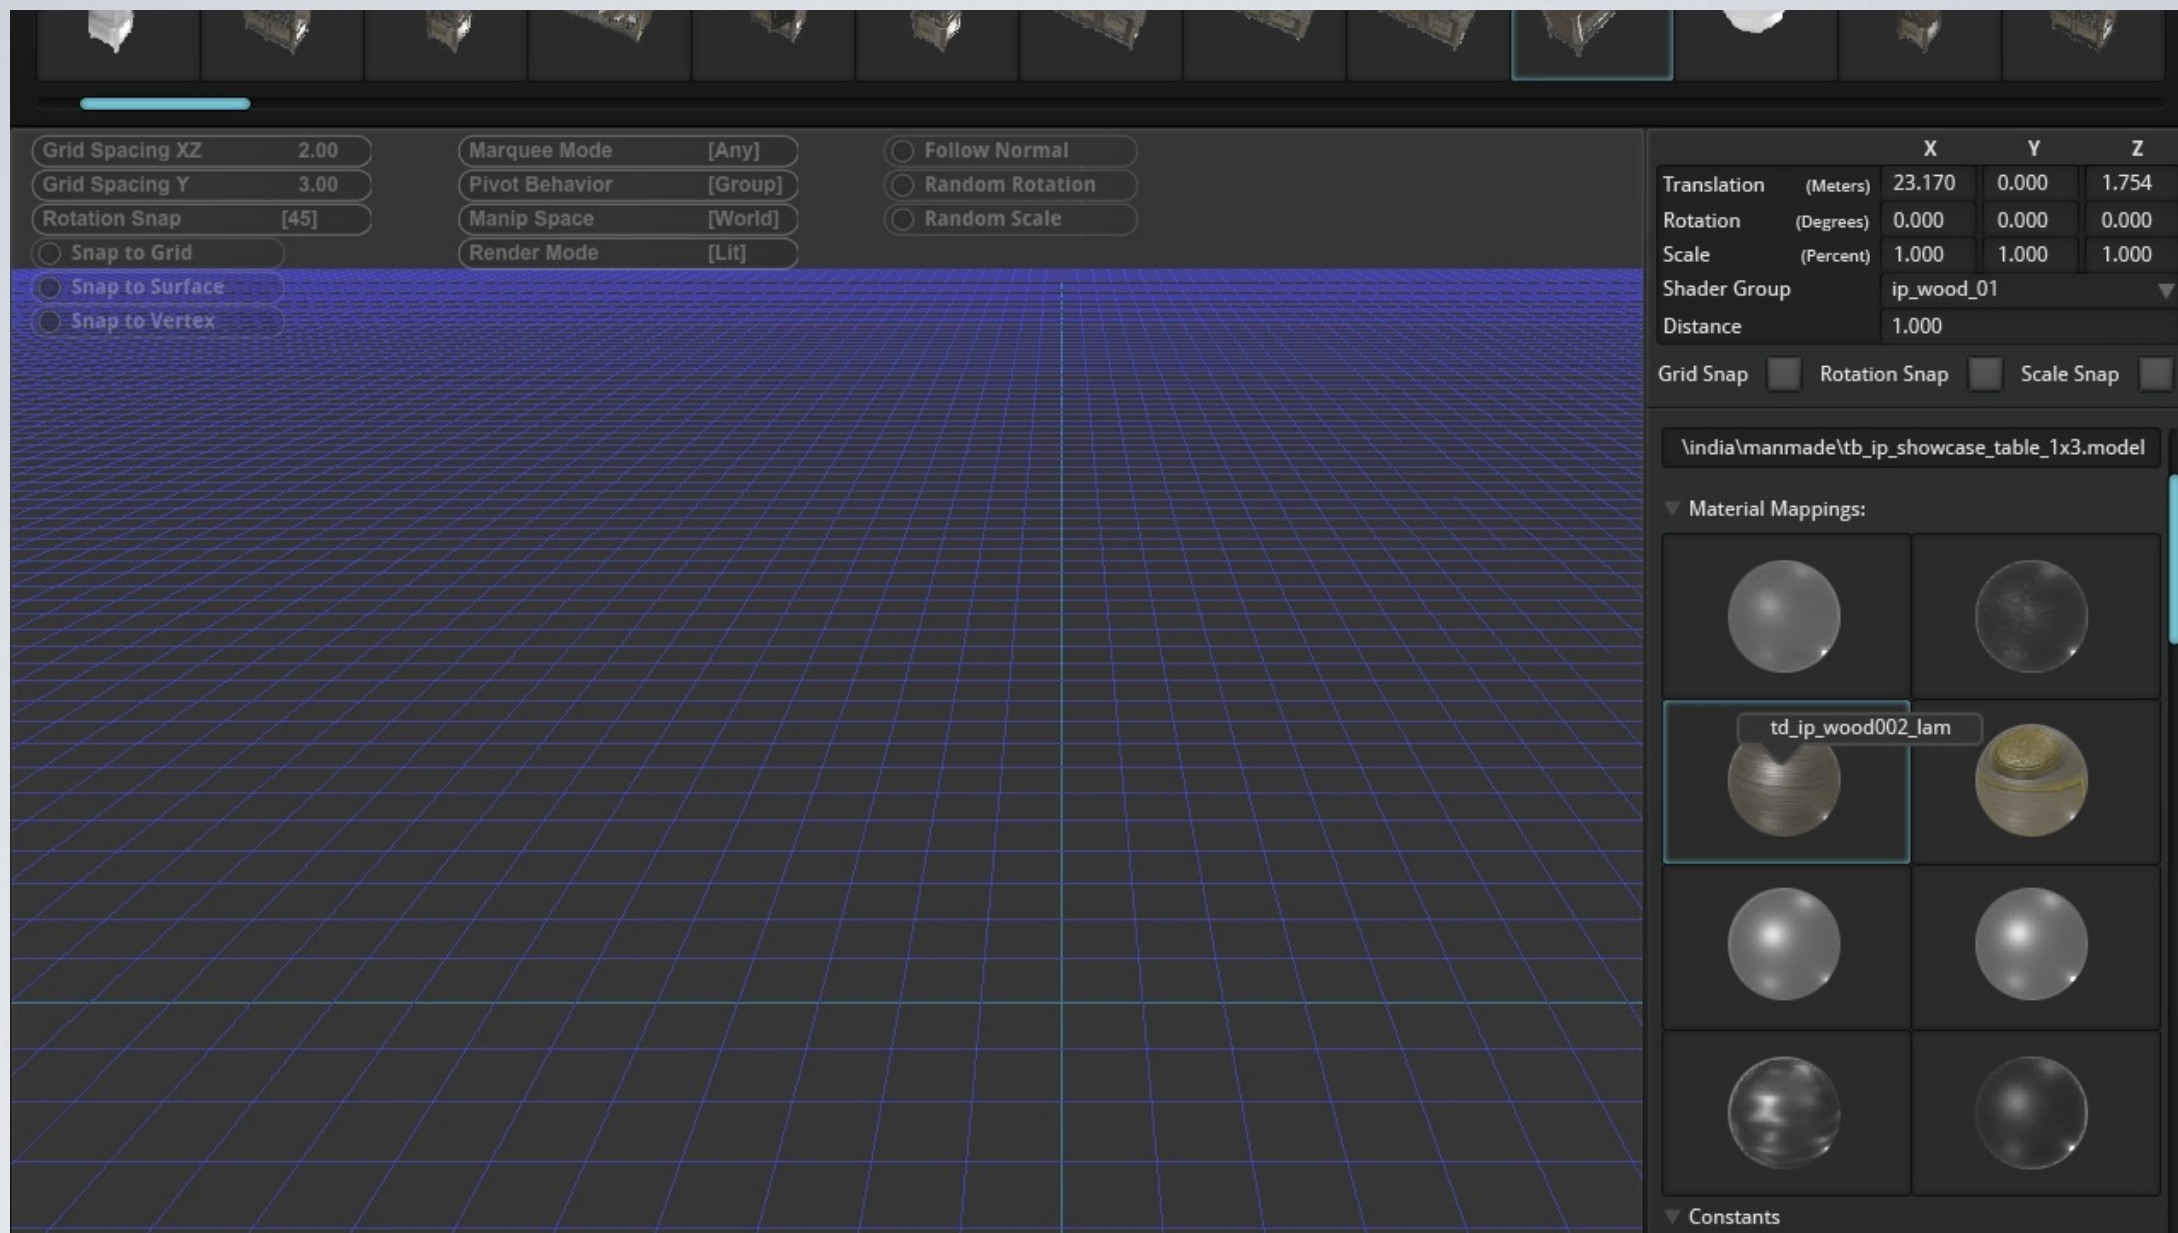 Grid Spacing XZ 2.00
Grid Spacing Y 3.00
Rotation Snap [45]
Snap to Grid
Snap to Surface
Snap to Vertex
Marquee Mode [Any]
Pivot Behavior [Group]
Manip Space [World]
Render Mode [Lit]
Follow Normal
Random Rotation
Random Scale
X Y Z
Translation (Meters) 23.170 0.000 1.754
Rotation (Degrees) 0.000 0.000 0.000
Scale (Percent) 1.000 1.000 1.000
Shader Group ip_wood_01
Distance 1.000
Grid Snap Rotation Snap Scale Snap
\india\manmade\tb_ip_showcase_table_1x3.model
Material Mappings:
td_ip_wood002_lam
Constants